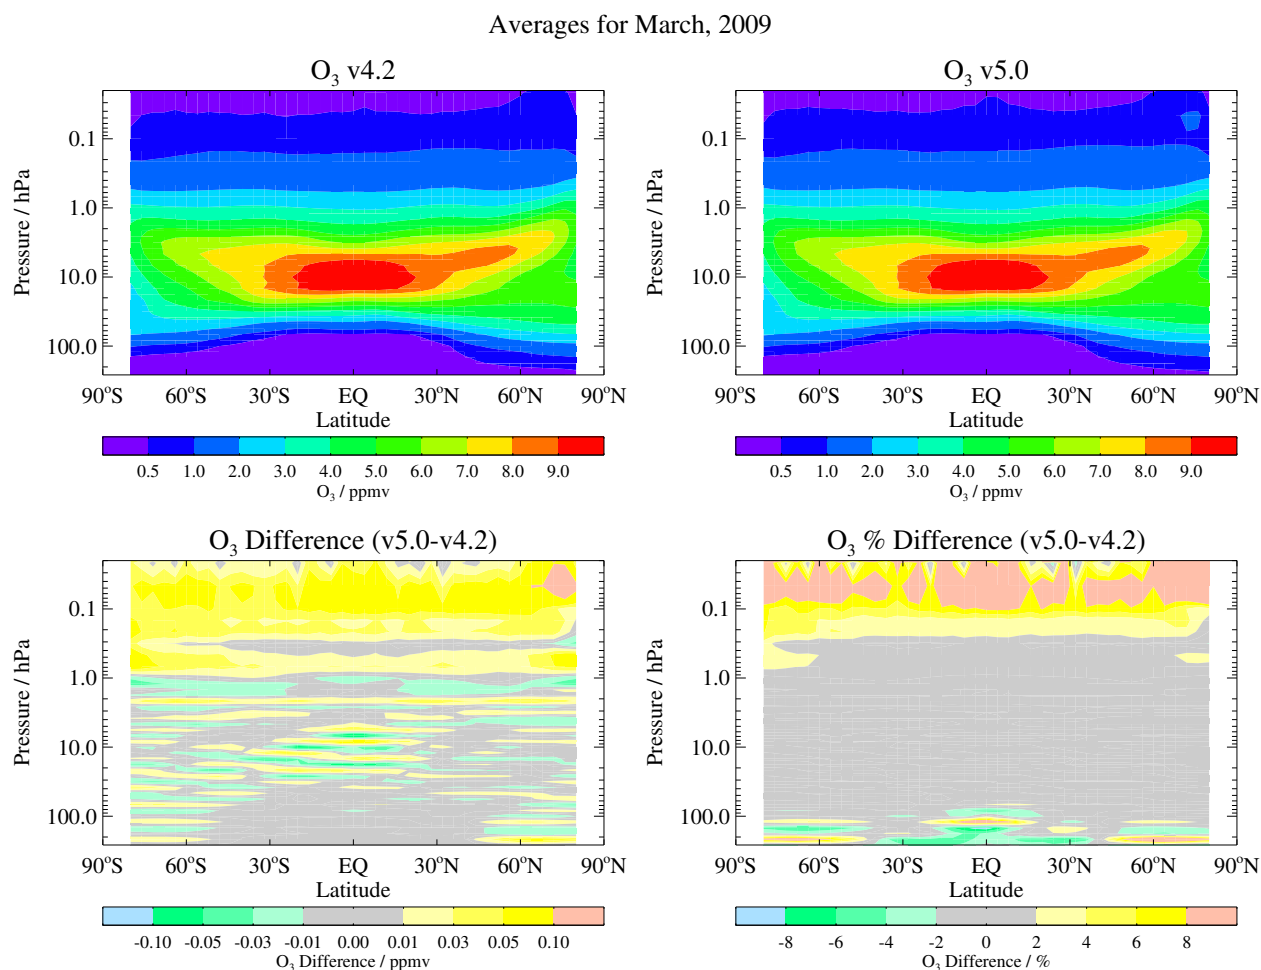 Averages for March, 2009
O₃ v4.2
O₃ v5.0
Pressure / hPa
0.1
1.0
10.0
100.0
90°S 60°S 30°S EQ 30°N 60°N 90°N
Latitude
0.5 1.0 2.0 3.0 4.0 5.0 6.0 7.0 8.0 9.0
O₃ / ppmv
Pressure / hPa
0.1
1.0
10.0
100.0
90°S 60°S 30°S EQ 30°N 60°N 90°N
Latitude
0.5 1.0 2.0 3.0 4.0 5.0 6.0 7.0 8.0 9.0
O₃ / ppmv
O₃ Difference (v5.0-v4.2)
Pressure / hPa
0.1
1.0
10.0
100.0
90°S 60°S 30°S EQ 30°N 60°N 90°N
Latitude
-0.10 -0.05 -0.03 -0.01 0.00 0.01 0.03 0.05 0.10
O₃ Difference / ppmv
O₃ % Difference (v5.0-v4.2)
Pressure / hPa
0.1
1.0
10.0
100.0
90°S 60°S 30°S EQ 30°N 60°N 90°N
Latitude
-8 -6 -4 -2 0 2 4 6 8
O₃ Difference / %